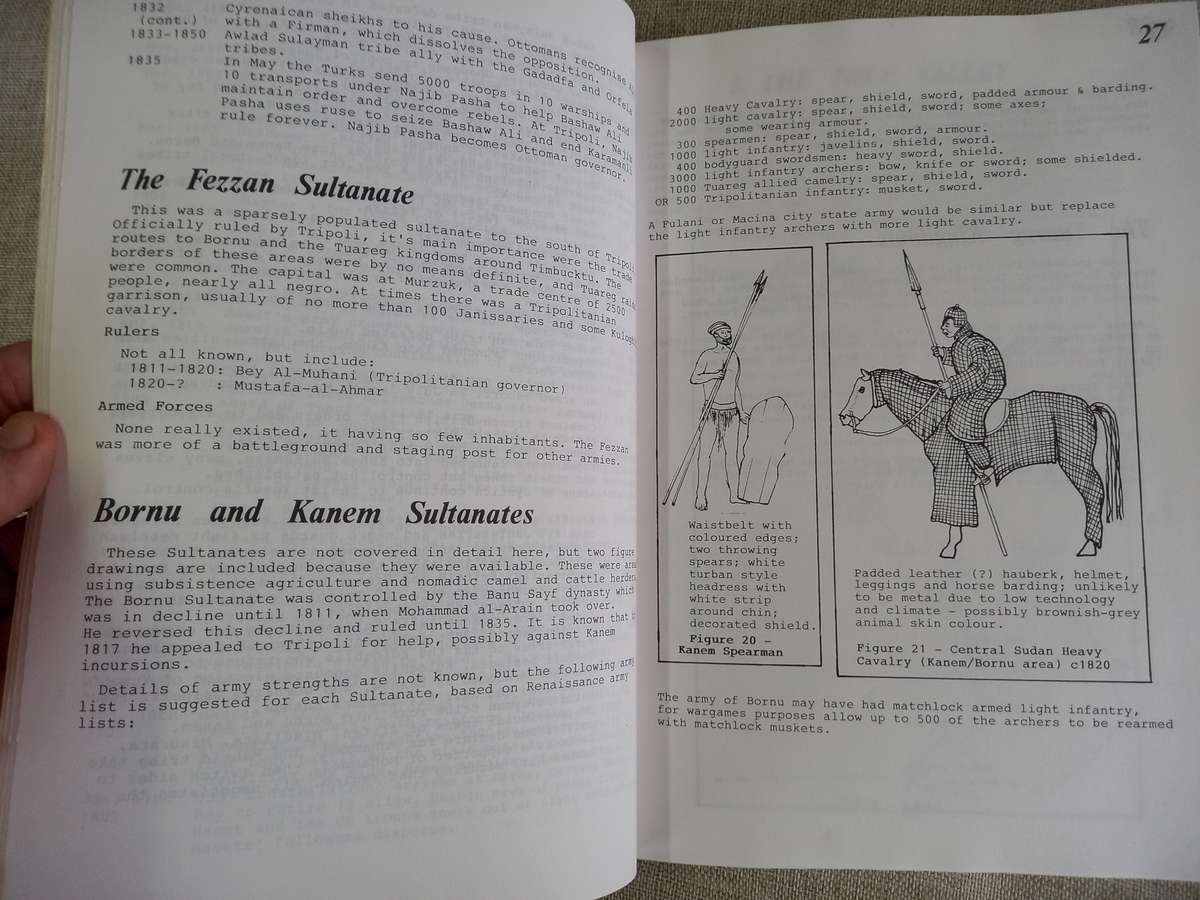 1832 Cyrenaican sheikhs to his cause. Ottomans recognise
(cont.) with a Firman, which dissolves the opposition.
1833-1850 Awlad Sulayman tribe ally with the Gadadfa and Orfela
tribes.
1835 In May the Turks send 5000 troops in 10 warships and
10 transports under Najib Pasha to help Bashaw Ali
maintain order and overcome rebels. At Tripoli, Najib
Pasha uses ruse to seize Bashaw Ali and end Karamanli
rule forever. Najib Pasha becomes Ottoman governor.
The Fezzan Sultanate
This was a sparsely populated sultanate to the south of Tripoli
Officially ruled by Tripoli, it's main importance were the trade
routes to Bornu and the Tuareg kingdoms around Timbucktu. The
borders of these areas were by no means definite, and Tuareg raids
were common. The capital was at Murzuk, a trade centre of 2500
people, nearly all negro. At times there was a Tripolitanian
garrison, usually of no more than 100 Janissaries and some Kuloghi
cavalry.
Rulers
Not all known, but include:
1811-1820: Bey Al-Muhani (Tripolitanian governor)
1820-? : Mustafa-al-Ahmar
Armed Forces
None really existed, it having so few inhabitants. The Fezzan
was more of a battleground and staging post for other armies.
Bornu and Kanem Sultanates
These Sultanates are not covered in detail here, but two figure
drawings are included because they were available. These were
using subsistence agriculture and nomadic camel and cattle
The Bornu Sultanate was controlled by the Banu Sayf dynasty which
was in decline until 1811, when Mohammad al-Arain took over.
He reversed this decline and ruled until 1835. It is known that
1817 he appealed to Tripoli for help, possibly against Kanem
incursions.
Details of army strengths are not known, but the following army
list is suggested for each Sultanate, based on Renaissance army
lists:
27
400 Heavy Cavalry: spear, shield, sword, padded armour & barding.
2000 light cavalry: spear, shield, sword; some axes;
some wearing armour.
300 spearmen: spear, shield, sword, armour.
1000 light infantry: javelins, shield, sword.
400 bodyguard swordsmen: heavy sword, shield.
3000 light infantry archers: bow, knife or sword; some shielded.
1000 Tuareg allied camelry: spear, shield, sword.
OR 500 Tripolitanian infantry: musket, sword.
A Fulani or Macina city state army would be similar but replace
the light infantry archers with more light cavalry.
Waistbelt with
coloured edges;
two throwing
spears; white
turban style
headress with
white strip
around chin;
decorated shield.
Figure 20 -
Kanem Spearman
Padded leather (?) hauberk, helmet,
leggings and horse barding; unlikely
to be metal due to low technology
and climate - possibly brownish-grey
animal skin colour.
Figure 21 - Central Sudan Heavy
Cavalry (Kanem/Bornu area) c1820
The army of Bornu may have had matchlock armed light infantry,
for wargames purposes allow up to 500 of the archers to be rearmed
with matchlock muskets.